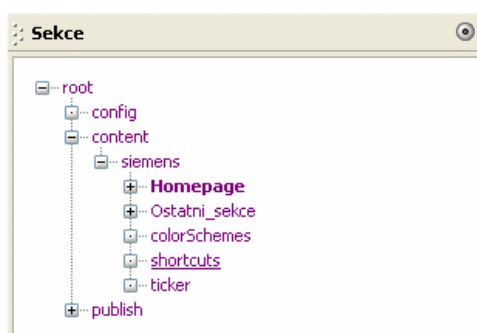 Sekce
root
config
content
siemens
Homepage
Ostatni_sekce
colorSchemes
shortcuts
ticker
publish